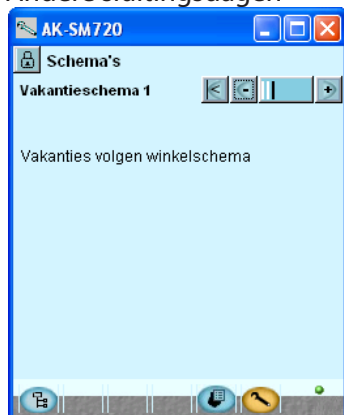 AK-SM720
Schema's
Vakantieschema 1
Vakanties volgen winkelschema